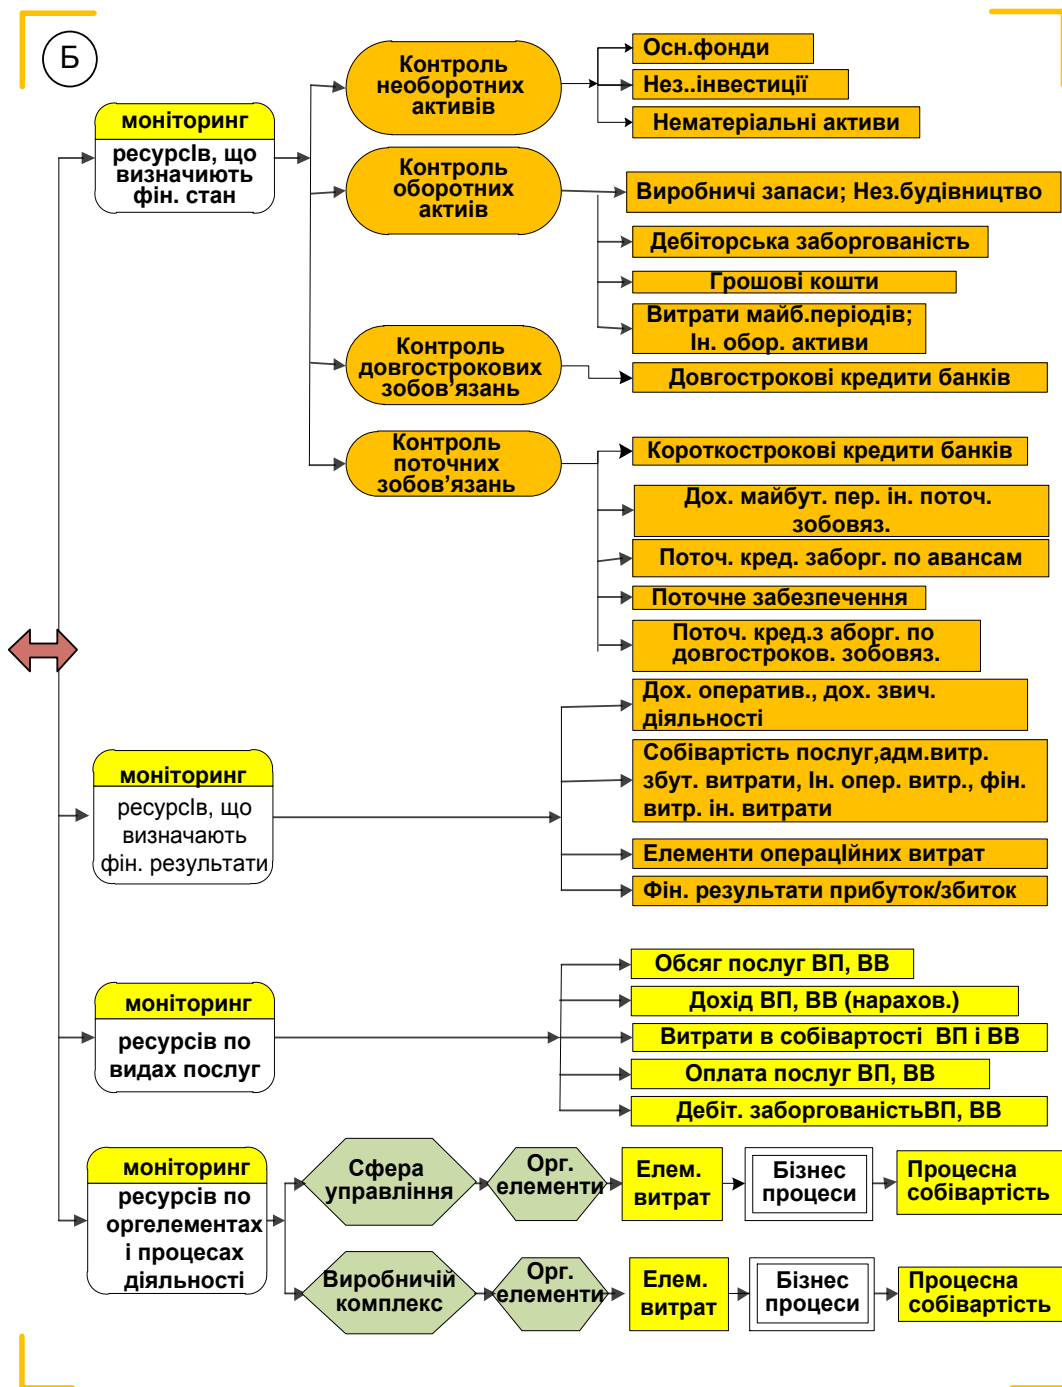 Б
моніторинг
ресурсІв, що
визначиють
фін. стан
Контроль
необоротних
активів
Осн.фонди
Нез..інвестиції
Нематеріальні активи
Контроль
оборотних
актиів
Виробничі запаси; Нез.будівництво
Дебіторська заборгованість
Грошові кошти
Витрати майб.періодів;
Ін. обор. активи
Контроль
довгострокових
зобов’язань
Довгострокові кредити банків
Контроль
поточних
зобов’язань
Короткострокові кредити банків
Дох. майбут. пер. ін. поточ.
зобовяз.
Поточ. кред. заборг. по авансам
Поточне забезпечення
Поточ. кред.з аборг. по
довгостроков. зобовяз.
моніторинг
ресурсІв, що
визначають
фін. результати
Дох. оператив., дох. звич.
діяльності
Собівартість послуг,адм.витр.
збут. витрати, Ін. опер. витр., фін.
витр. ін. витрати
Елементи операцІйних витрат
Фін. результати прибуток/збиток
моніторинг
ресурсів по
видах послуг
Обсяг послуг ВП, ВВ
Дохід ВП, ВВ (нарахов.)
Витрати в собівартості ВП і ВВ
Оплата послуг ВП, ВВ
Дебіт. заборгованістьВП, ВВ
моніторинг
ресурсів по
оргелементах
і процесах
діяльності
Сфера
управління
Орг.
елементи
Елем.
витрат
Бізнес
процеси
Процесна
собівартість
Виробничій
комплекс
Орг.
елементи
Елем.
витрат
Бізнес
процеси
Процесна
собівартість